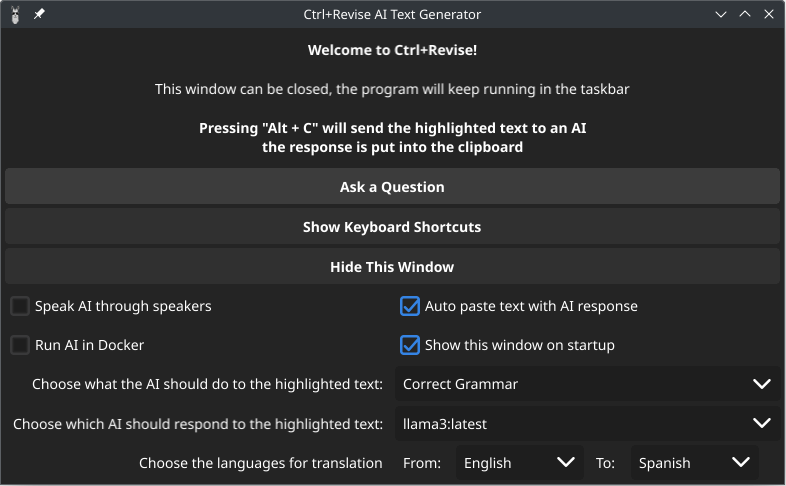 Ctrl+Revise AI Text Generator
Welcome to Ctrl+Revise!
This window can be closed, the program will keep running in the taskbar
Pressing "Alt + C" will send the highlighted text to an AI
the response is put into the clipboard
Ask a Question
Show Keyboard Shortcuts
Hide This Window
Speak AI through speakers
Auto paste text with AI response
Run AI in Docker
Show this window on startup
Choose what the AI should do to the highlighted text: Correct Grammar
Choose which AI should respond to the highlighted text: llama3:latest
Choose the languages for translation From: English To: Spanish